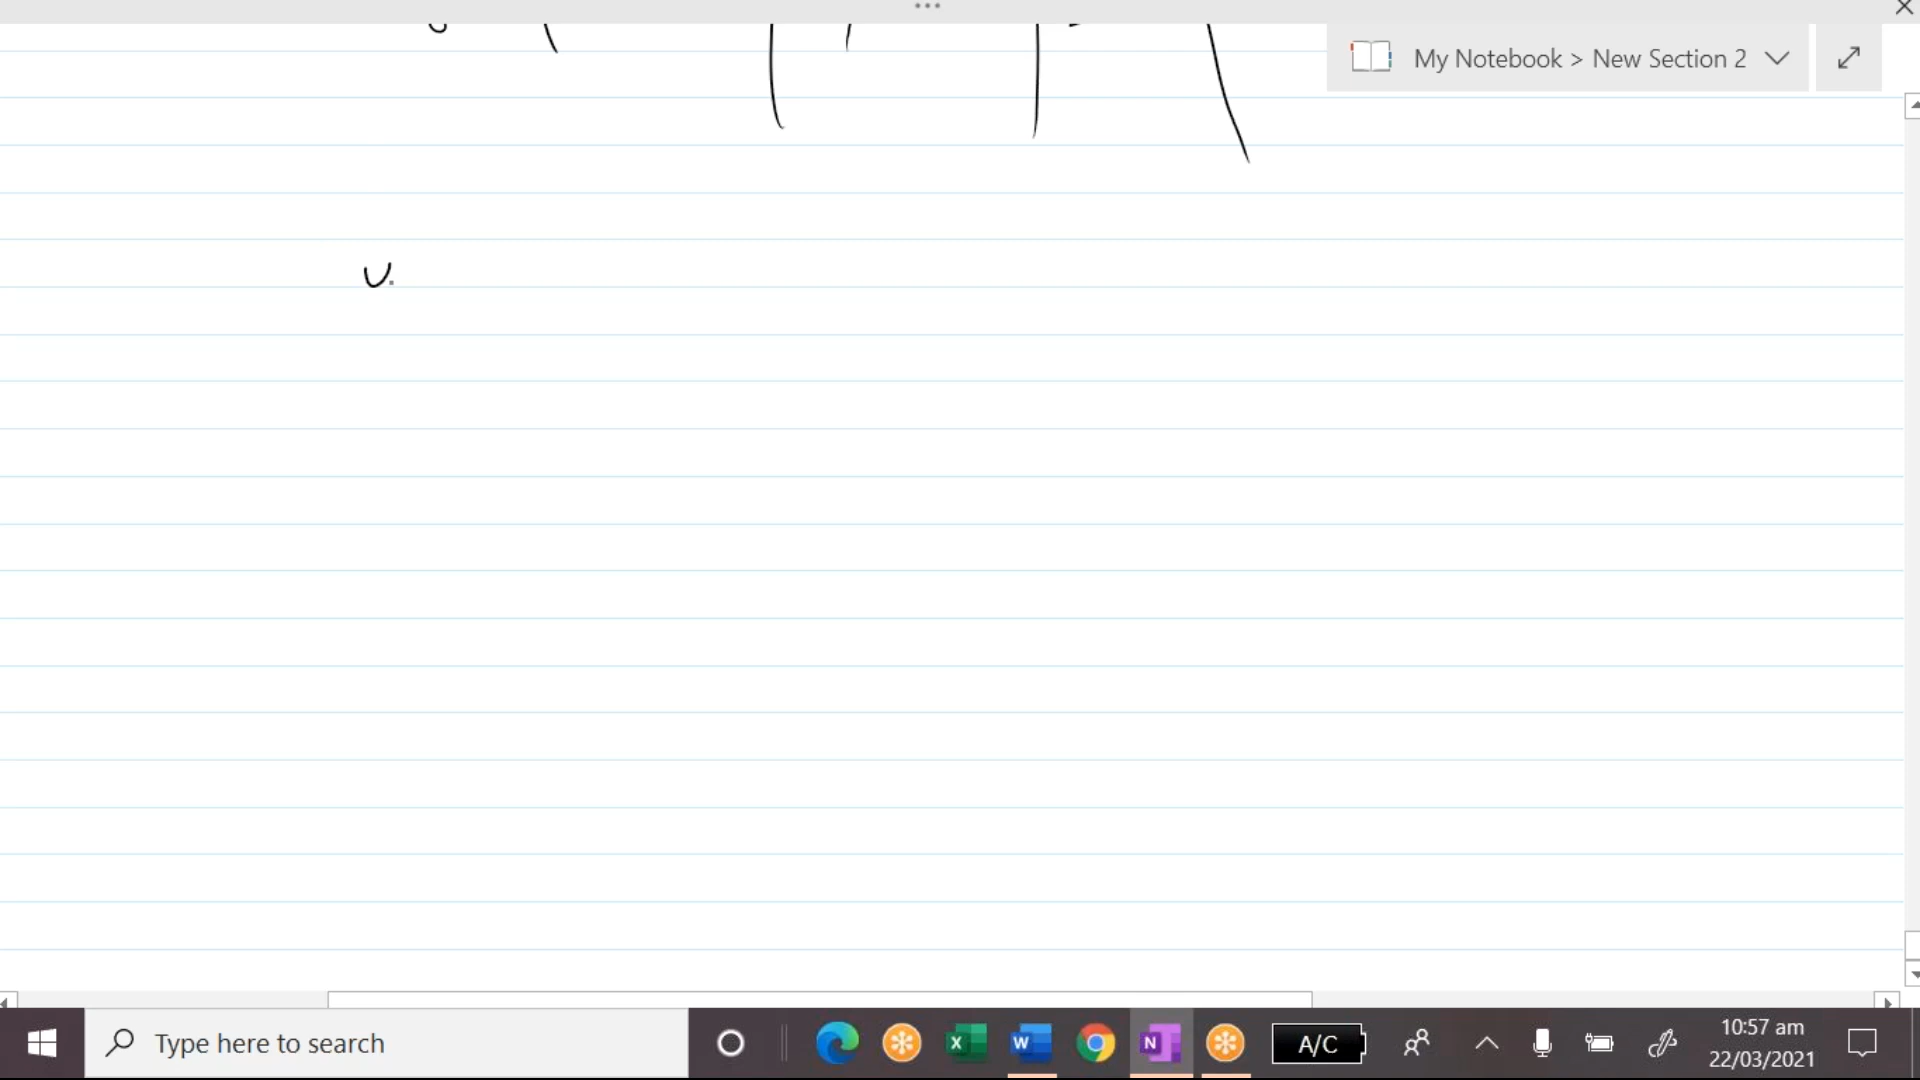 My Notebook > New Section 2
U
Type here to search
A/C
10:57 am
22/03/2021